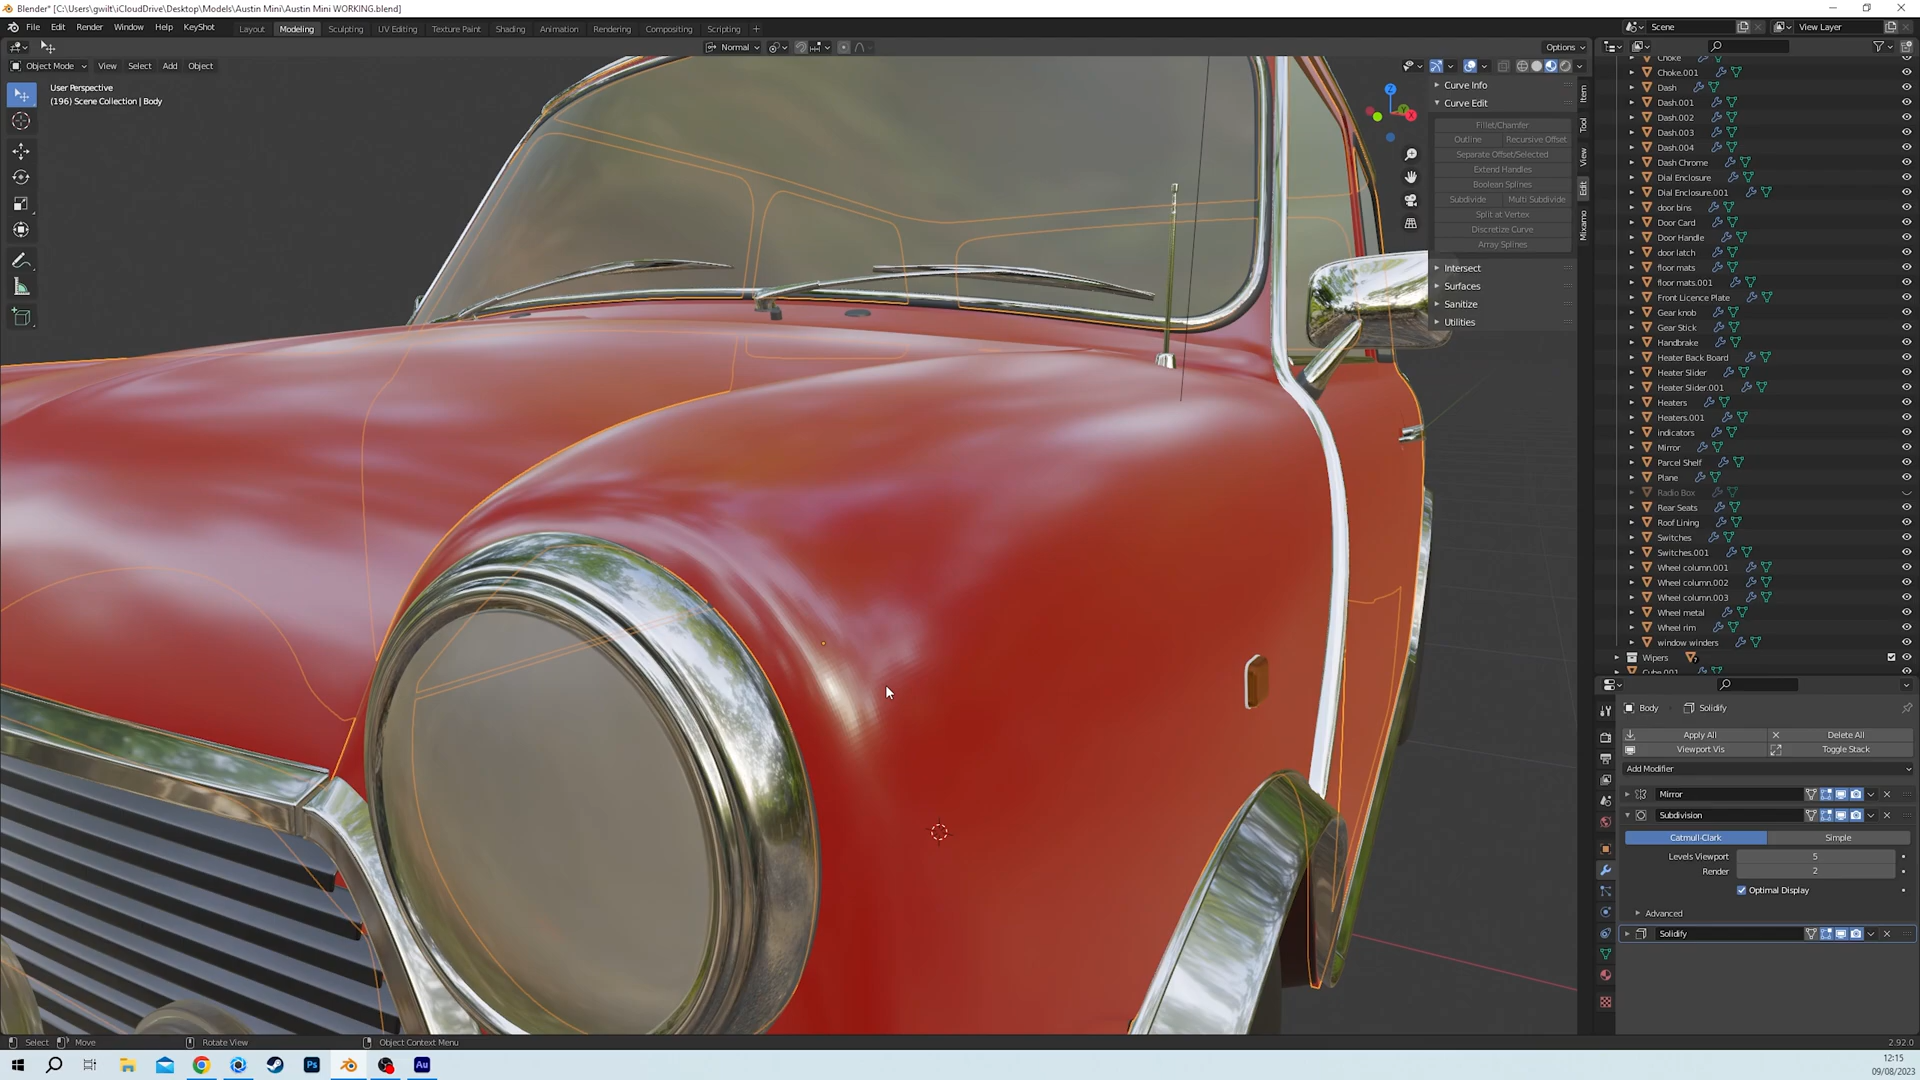 Blender* [C:\Users\gwilt\iCloudDrive\Desktop\Models\Austin Mini\Austin Mini WORKING.blend]
File Edit Render Window Help KeyShot Layout Modeling Sculpting UV Editing Texture Paint Shading Animation Rendering Compositing Scripting + Scene View Layer
Normal Options
Object Mode View Select Add Object
User Perspective
(196) Scene Collection | Body
Z
Y
X
Curve Info
Curve Edit
Fillet/Chamfer
Outline Recursive Offset
Separate Offset/Selected
Extend Handles
Boolean Splines
Subdivide Multi Subdivide
Split at Vertex
Discretize Curve
Array Splines
Intersect
Surfaces
Sanitize
Utilities
Item
Tool
View
Edit
Mixamo
Choke
Choke.001
Dash
Dash.001
Dash.002
Dash.003
Dash.004
Dash Chrome
Dial Enclosure
Dial Enclosure.001
door bins
Door Card
Door Handle
door latch
floor mats
floor mats.001
Front Licence Plate
Gear knob
Gear Stick
Handbrake
Heater Back Board
Heater Slider
Heater Slider.001
Heaters
Heaters.001
indicators
Mirror
Parcel Shelf
Plane
Radio Box
Rear Seats
Roof Lining
Switches
Switches.001
Wheel column.001
Wheel column.002
Wheel column.003
Wheel metal
Wheel rim
window winders
Wipers
Cube.001
Body Solidify
Apply All Delete All
Viewport Vis Toggle Stack
Add Modifier
Mirror
Subdivision
Catmull-Clark Simple
Levels Viewport 5
Render 2
Optimal Display
Advanced
Solidify
Select Move Rotate View Object Context Menu 2.92.0
Ps Au
12:15
09/08/2023